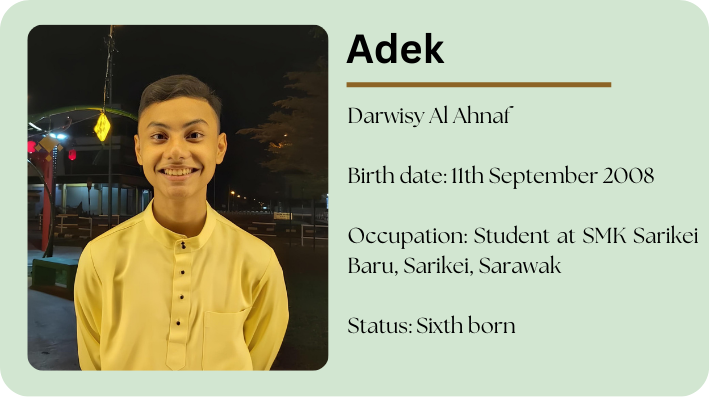 Adek
Darwisy Al Ahnaf
Birth date: 11th September 2008
Occupation: Student at SMK Sarikei
Baru, Sarikei, Sarawak
Status: Sixth born